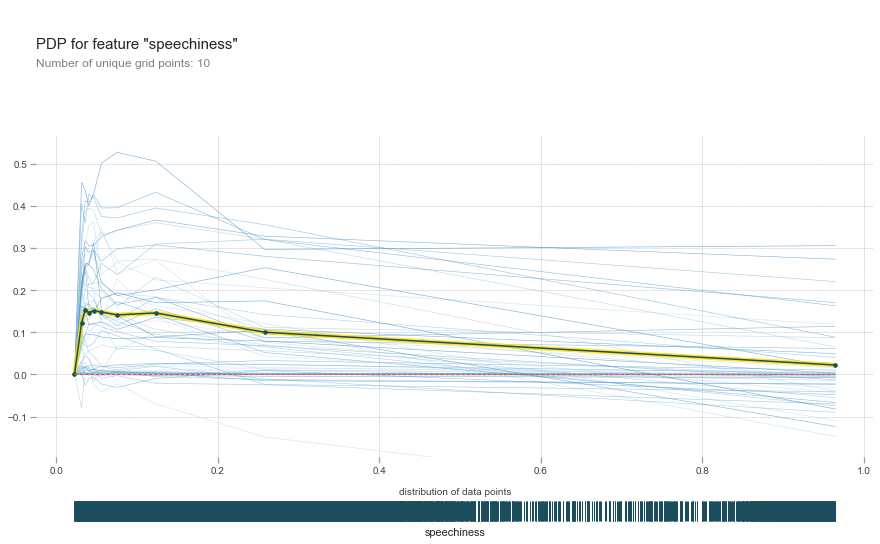 PDP for feature "speechiness"
Number of unique grid points: 10
0.5
0.4
0.3
0.2
0.1
0.0
−0.1
0.0 0.2 0.4 0.6 0.8 1.0
distribution of data points
speechiness